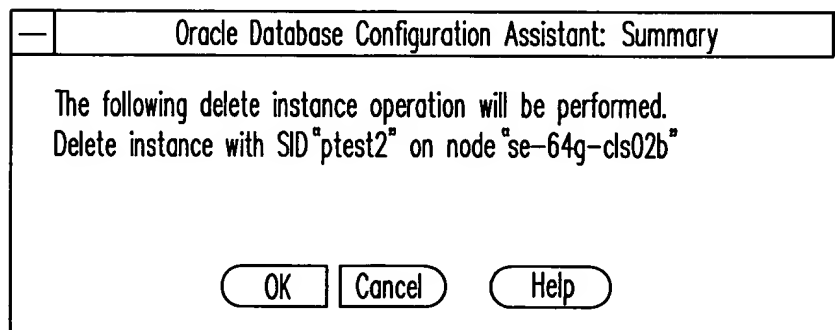 Oracle Database Configuration Assistant: Summary
The following delete instance operation will be performed.
Delete instance with SID "ptest2" on node "se-64g-cls02b"
OK Cancel Help